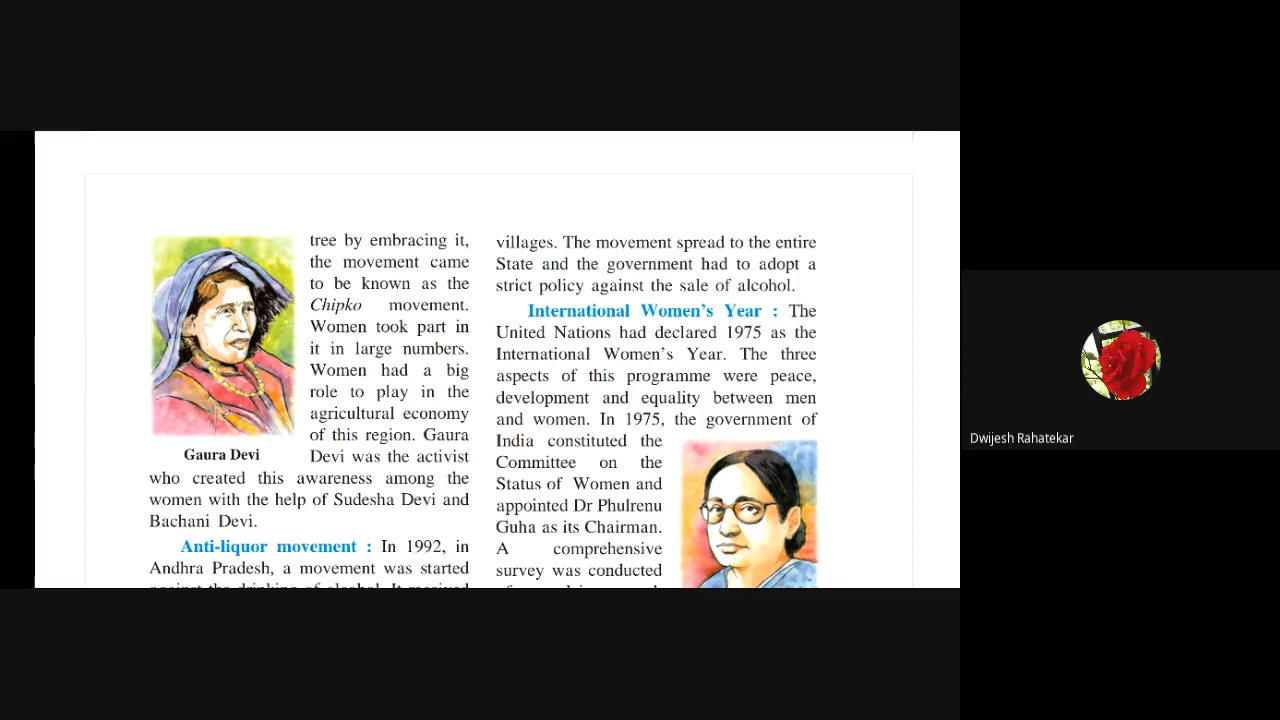 tree by embracing it,
the movement came
to be known as the
Chipko movement.
Women took part in
it in large numbers.
Women had a big
role to play in the
agricultural economy
of this region. Gaura
Gaura Devi
Devi was the activist
who created this awareness among the
women with the help of Sudesha Devi and
Bachani Devi.
Anti-liquor movement : In 1992, in
Andhra Pradesh, a movement was started
against the drinking of alcohol. It received
villages. The movement spread to the entire
State and the government had to adopt a
strict policy against the sale of alcohol.
International Women's Year : The
United Nations had declared 1975 as the
International Women's Year. The three
aspects of this programme were peace,
development and equality between men
and women. In 1975, the government of
India constituted the
Committee on the
Status of Women and
appointed Dr Phulrenu
Guha as its Chairman.
A comprehensive
survey was conducted
Dwijesh Rahatekar